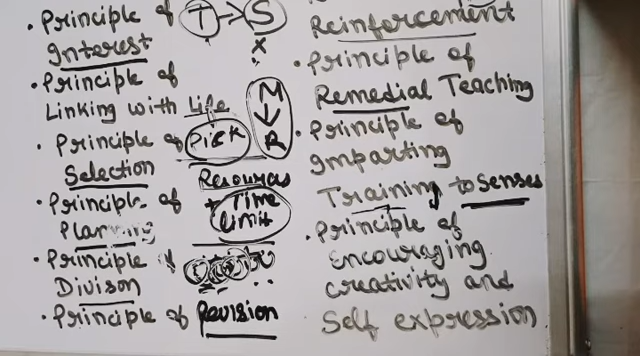 • Principle of T → S
Interest x
• Principle of
Linking with Life M
• Principle of PICK ↓
Selection R
Resources
• Principle of + Time
Planning limit
• Principle of
Divison
• Principle of Revision
Reinforcement
• Principle of
Remedial Teaching
• Principle of
Imparting
Training to senses
• Principle of
Encouraging
creativity and
Self expression